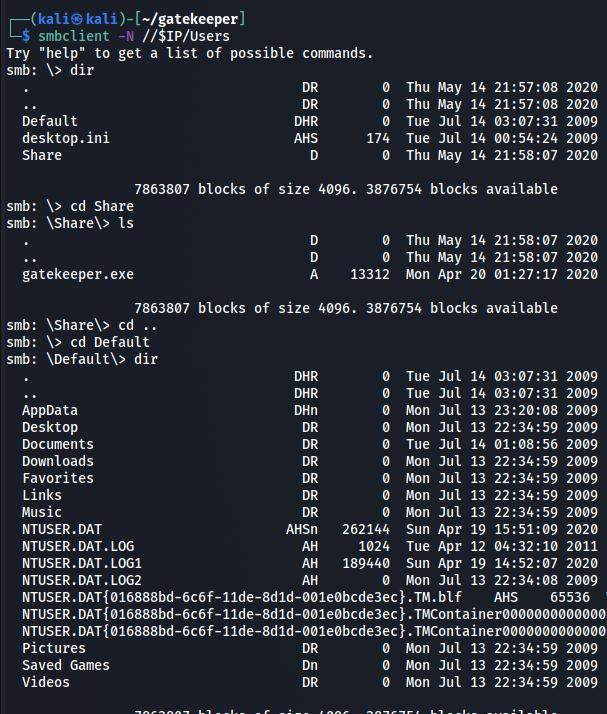 ┌──(kali㉿kali)-[~/gatekeeper]
└─$ smbclient -N //$IP/Users
Try "help" to get a list of possible commands.
smb: \> dir
  .                                  DR        0  Thu May 14 21:57:08 2020
  ..                                 DR        0  Thu May 14 21:57:08 2020
  Default                           DHR        0  Tue Jul 14 03:07:31 2009
  desktop.ini                       AHS      174  Tue Jul 14 00:54:24 2009
  Share                               D        0  Thu May 14 21:58:07 2020
                7863807 blocks of size 4096. 3876754 blocks available
smb: \> cd Share
smb: \Share\> ls
  .                                   D        0  Thu May 14 21:58:07 2020
  ..                                  D        0  Thu May 14 21:58:07 2020
  gatekeeper.exe                      A    13312  Mon Apr 20 01:27:17 2020
                7863807 blocks of size 4096. 3876754 blocks available
smb: \Share\> cd ..
smb: \> cd Default
smb: \Default\> dir
  .                                 DHR        0  Tue Jul 14 03:07:31 2009
  ..                                DHR        0  Tue Jul 14 03:07:31 2009
  AppData                           DHn        0  Mon Jul 13 23:20:08 2009
  Desktop                            DR        0  Mon Jul 13 22:34:59 2009
  Documents                          DR        0  Tue Jul 14 01:08:56 2009
  Downloads                          DR        0  Mon Jul 13 22:34:59 2009
  Favorites                          DR        0  Mon Jul 13 22:34:59 2009
  Links                              DR        0  Mon Jul 13 22:34:59 2009
  Music                              DR        0  Mon Jul 13 22:34:59 2009
  NTUSER.DAT                       AHSn   262144  Sun Apr 19 15:51:09 2020
  NTUSER.DAT.LOG                     AH     1024  Tue Apr 12 04:32:10 2011
  NTUSER.DAT.LOG1                    AH   189440  Sun Apr 19 14:52:07 2020
  NTUSER.DAT.LOG2                    AH        0  Mon Jul 13 22:34:08 2009
  NTUSER.DAT{016888bd-6c6f-11de-8d1d-001e0bcde3ec}.TM.blf    AHS    65536
  NTUSER.DAT{016888bd-6c6f-11de-8d1d-001e0bcde3ec}.TMContainer0000000000000
  NTUSER.DAT{016888bd-6c6f-11de-8d1d-001e0bcde3ec}.TMContainer0000000000000
  Pictures                           DR        0  Mon Jul 13 22:34:59 2009
  Saved Games                        Dn        0  Mon Jul 13 22:34:59 2009
  Videos                             DR        0  Mon Jul 13 22:34:59 2009
                7863807 blocks of size 4096. 3876754 blocks available